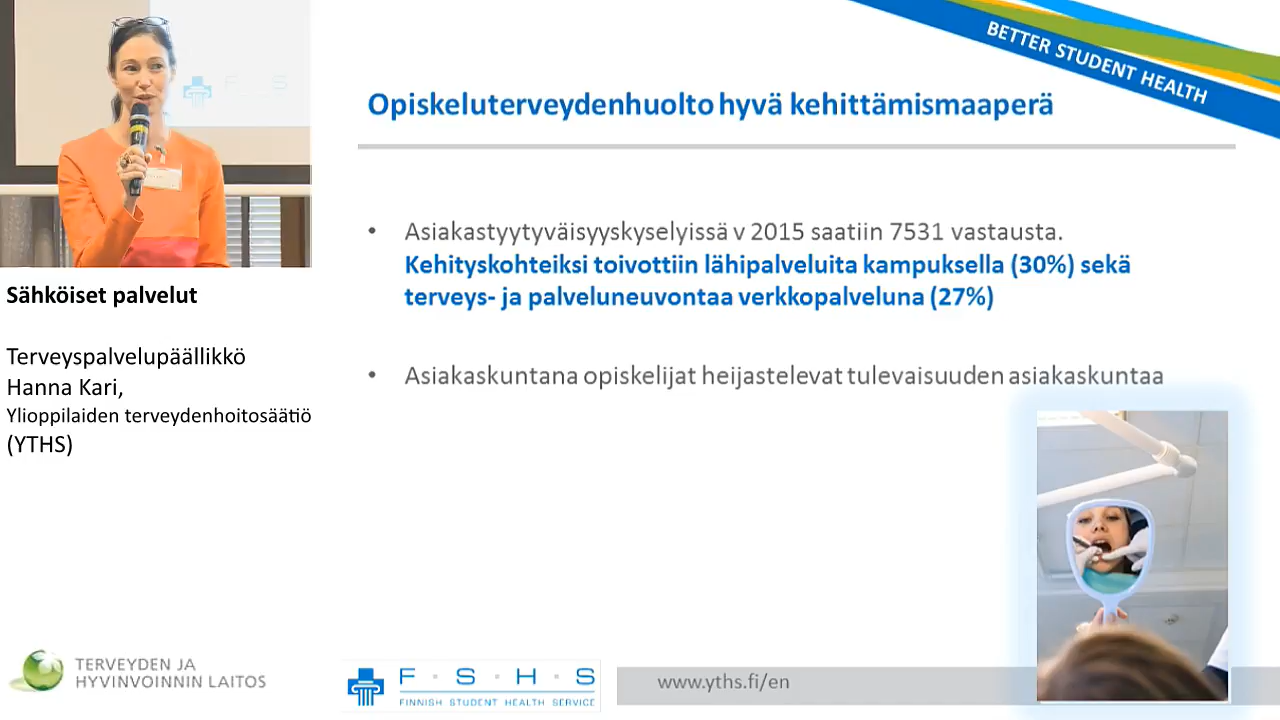 BETTER STUDENT HEALTH
Opiskeluterveydenhuolto hyvä kehittämismaaperä
Asiakastyytyväisyyskyselyissä v 2015 saatiin 7531 vastausta.
Kehityskohteiksi toivottiin lähipalveluita kampuksella (30%) sekä
terveys- ja palveluneuvontaa verkkopalveluna (27%)
Asiakaskuntana opiskelijat heijastelevat tulevaisuuden asiakaskuntaa
F S H S
Sähköiset palvelut
Terveyspalvelupäällikkö
Hanna Kari,
Ylioppilaiden terveydenhoitosäätiö
(YTHS)
TERVEYDEN JA
HYVINVOINNIN LAITOS
F · S · H · S
FINNISH STUDENT HEALTH SERVICE
www.yths.fi/en